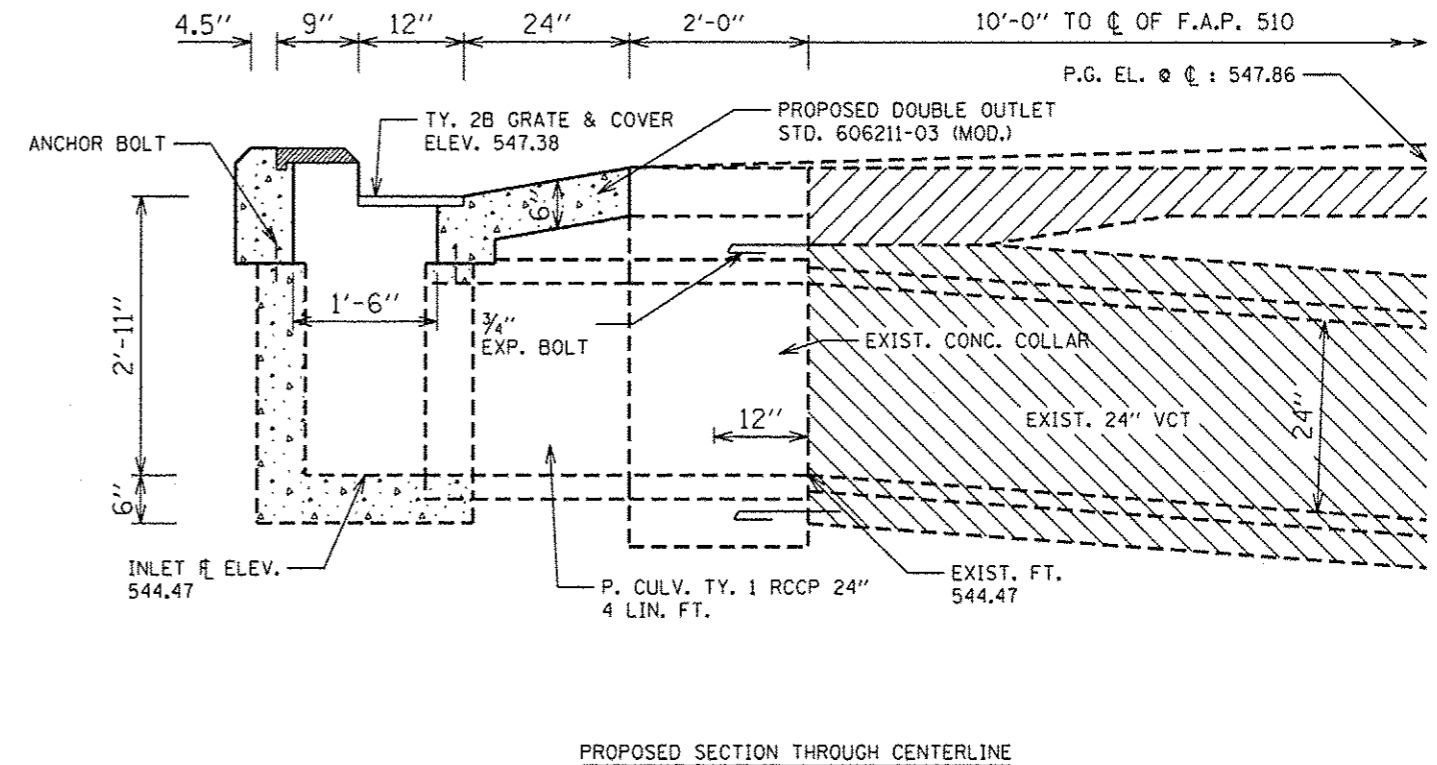 4.5" 9" 12" 24" 2'-0" 10'-0" TO ℄ OF F.A.P. 510
P.G. EL. @ ℄ : 547.86
ANCHOR BOLT
TY. 2B GRATE & COVER
ELEV. 547.38
PROPOSED DOUBLE OUTLET
STD. 606211-03 (MOD.)
6"
2'-11"
1'-6"
3/4"
EXP. BOLT
EXIST. CONC. COLLAR
12"
EXIST. 24" VCT
24"
6"
INLET ELEV.
544.47
P. CULV. TY. 1 RCCP 24"
4 LIN. FT.
EXIST. FT.
544.47
PROPOSED SECTION THROUGH CENTERLINE